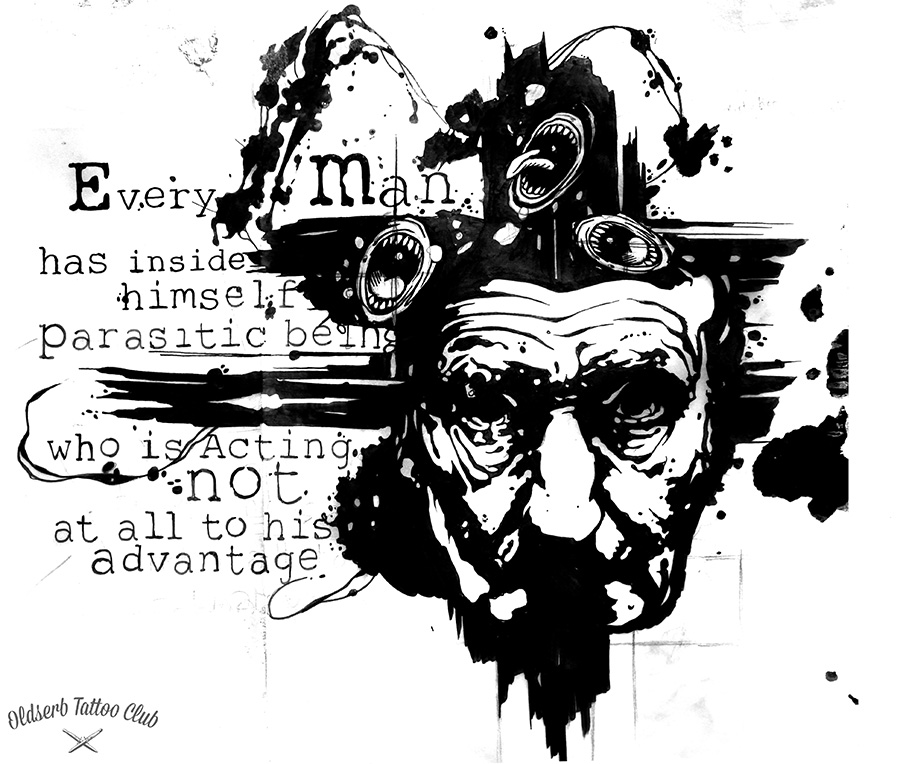 Every man
has inside
himself
parasitic being
who is Acting
not
at all to his
advantage
Oldserb Tattoo Club